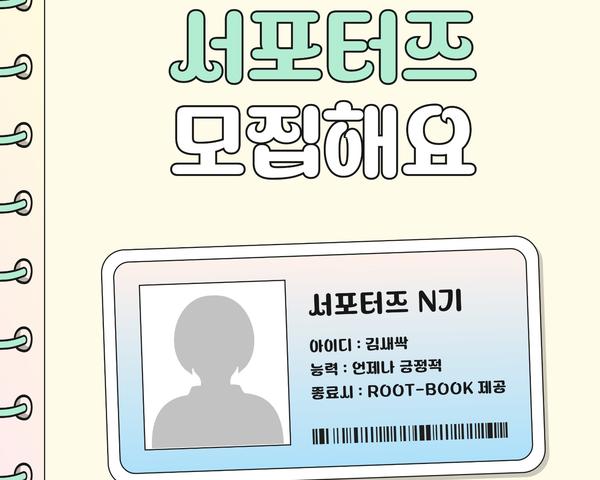 서포터즈
모집해요
서포터즈 N기
아이디 : 김새싹
능력 : 언제나 긍정적
종료시 : ROOT-BOOK 제공